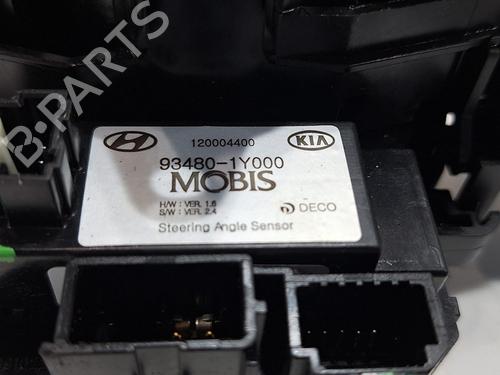 120004400
KIA
93480-1Y000
MOBIS
H/W : VER. 1.6
S/W : VER. 2.4
DECO
Steering Angle Sensor
B-PARTS